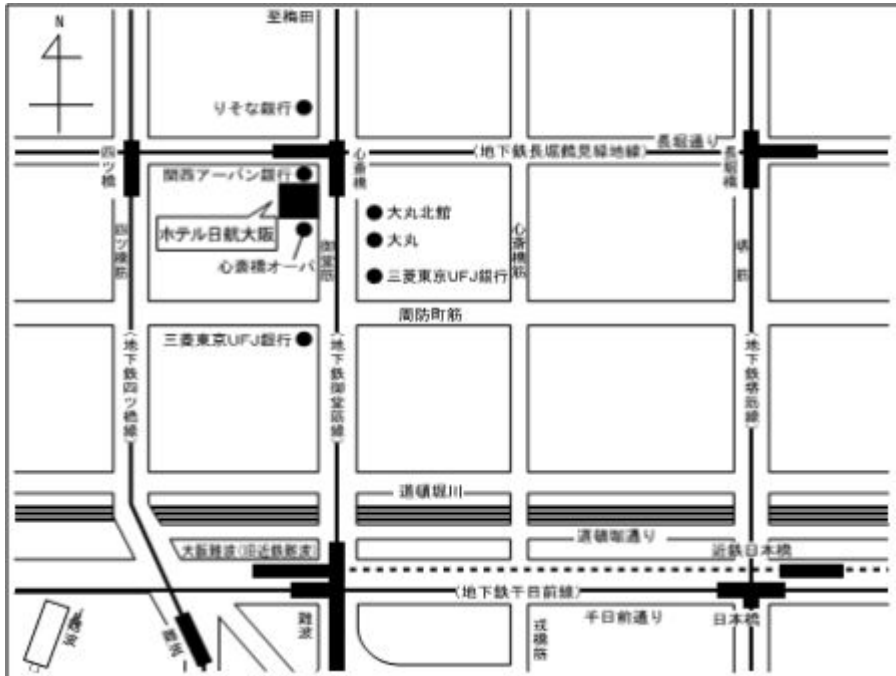 N
至梅田
りそな銀行
長堀通り
(地下鉄長堀鶴見緑地線)
四ツ橋
心斎橋
長堀橋
関西アーバン銀行
ホテル日航大阪
心斎橋オーパ
大丸北館
大丸
三菱東京UFJ銀行
四ツ橋筋
御堂筋
心斎橋筋
堺筋
周防町筋
三菱東京UFJ銀行
(地下鉄四ツ橋線)
(地下鉄御堂筋線)
(地下鉄堺筋線)
道頓堀川
道頓堀通り
大阪難波(旧近鉄難波)
近鉄日本橋
(地下鉄千日前線)
難波
戎橋筋
千日前通り
日本橋